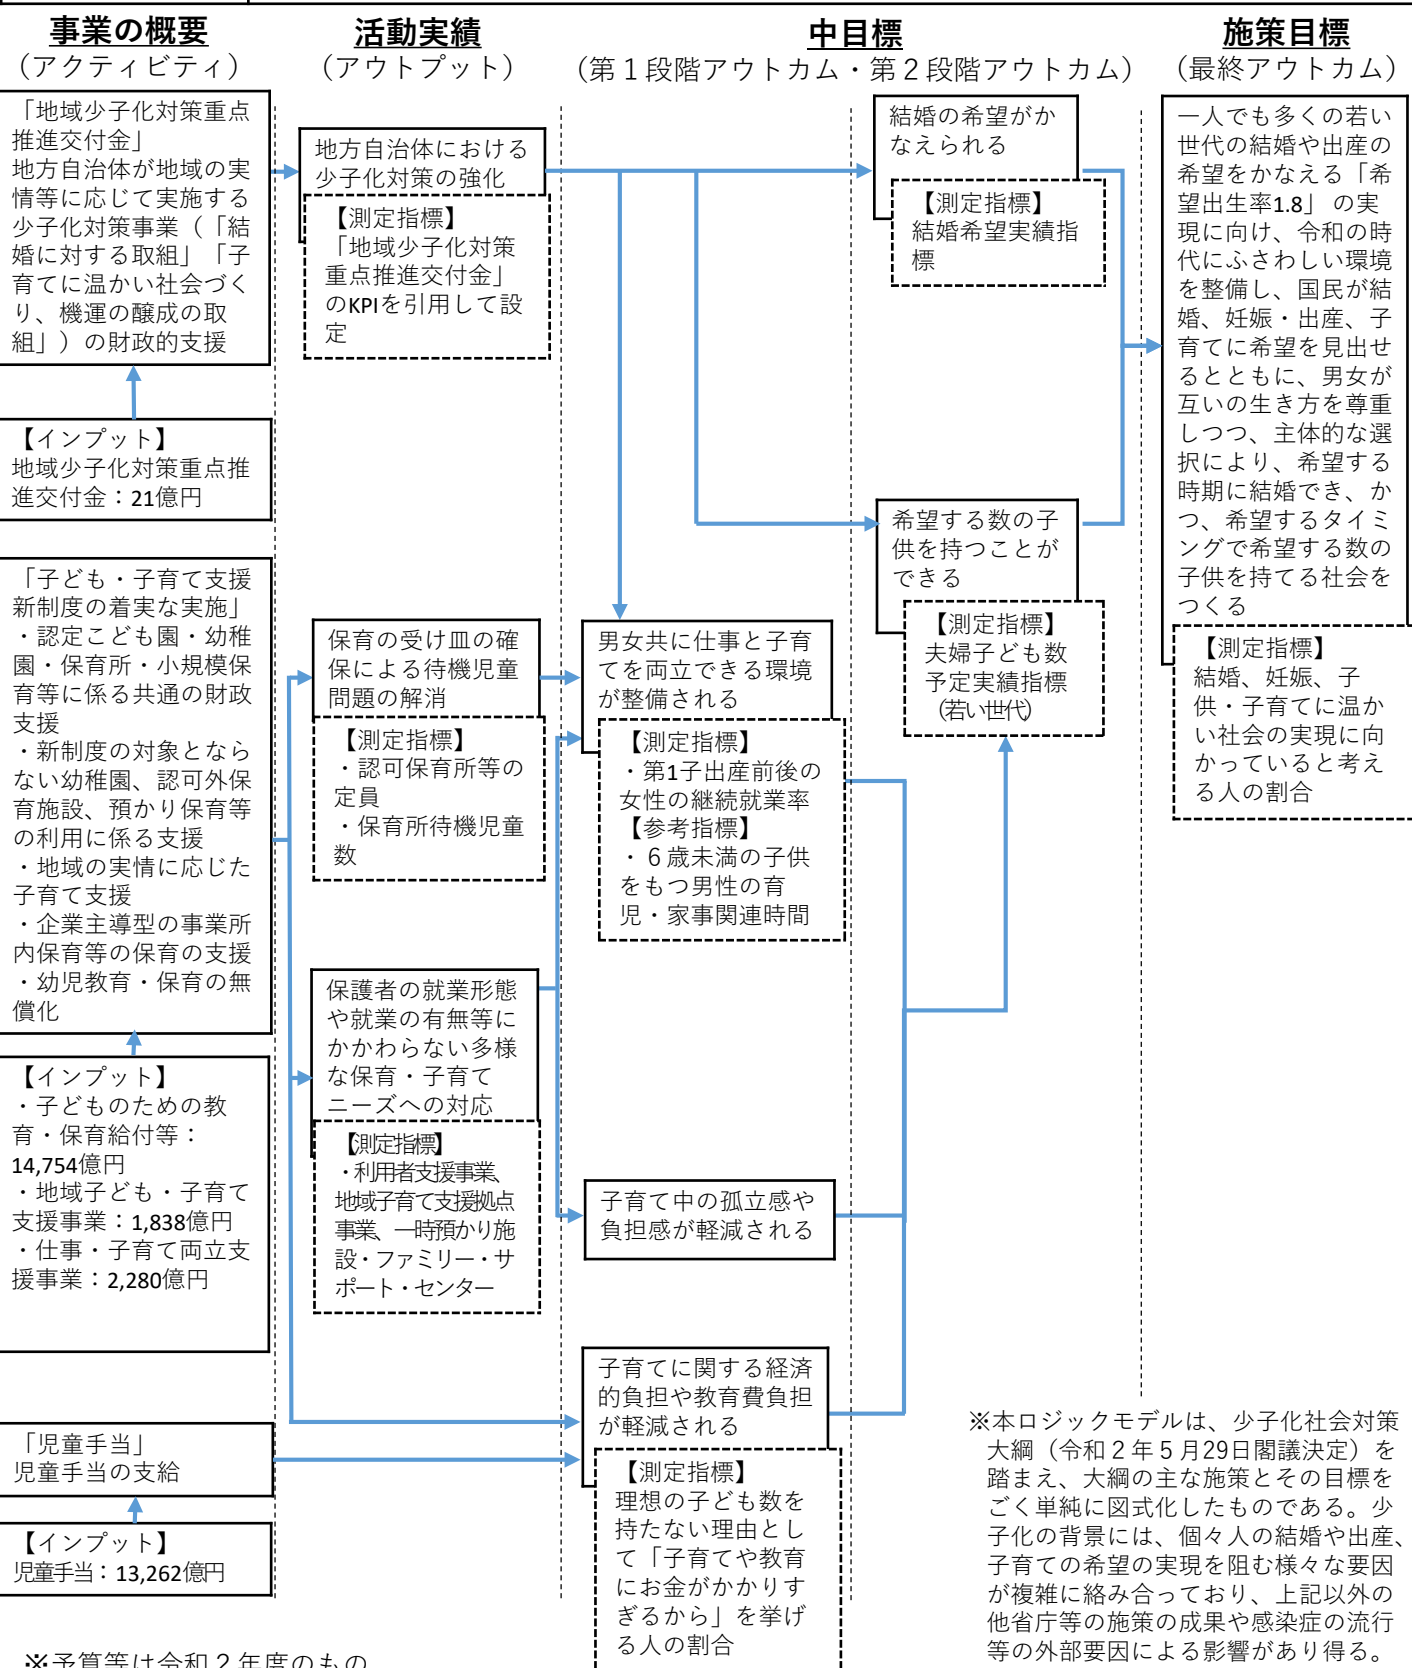 事業の概要
（アクティビティ）
「地域少子化対策重点
推進交付金」
地方自治体が地域の実
情等に応じて実施する
少子化対策事業（「結
婚に対する取組」「子
育てに温かい社会づく
り、機運の醸成の取
組」）の財政的支援
【インプット】
地域少子化対策重点推
進交付金：21億円
「子ども・子育て支援
新制度の着実な実施」
・認定こども園・幼稚
園・保育所・小規模保
育等に係る共通の財政
支援
・新制度の対象となら
ない幼稚園、認可外保
育施設、預かり保育等
の利用に係る支援
・地域の実情に応じた
子育て支援
・企業主導型の事業所
内保育等の保育の支援
・幼児教育・保育の無
償化
【インプット】
・子どものための教
育・保育給付等：
14,754億円
・地域子ども・子育て
支援事業：1,838億円
・仕事・子育て両立支
援事業：2,280億円
「児童手当」
児童手当の支給
【インプット】
児童手当：13,262億円
※予算等は令和２年度のもの
活動実績
（アウトプット）
地方自治体における
少子化対策の強化
【測定指標】
「地域少子化対策
重点推進交付金」
のKPIを引用して設
定
保育の受け皿の確
保による待機児童
問題の解消
【測定指標】
・認可保育所等の
定員
・保育所待機児童
数
保護者の就業形態
や就業の有無等に
かかわらない多様
な保育・子育て
ニーズへの対応
【測定指標】
・利用者支援事業、
地域子育て支援拠点
事業、一時預かり施
設・ファミリー・サ
ポート・センター
中目標
（第１段階アウトカム・第２段階アウトカム）
男女共に仕事と子育
てを両立できる環境
が整備される
【測定指標】
・第1子出産前後の
女性の継続就業率
【参考指標】
・６歳未満の子供
をもつ男性の育
児・家事関連時間
子育て中の孤立感や
負担感が軽減される
子育てに関する経済
的負担や教育費負担
が軽減される
【測定指標】
理想の子ども数を
持たない理由とし
て「子育てや教育
にお金がかかりす
ぎるから」を挙げ
る人の割合
結婚の希望がか
なえられる
【測定指標】
結婚希望実績指
標
希望する数の子
供を持つことが
できる
【測定指標】
夫婦子ども数
予定実績指標
（若い世代）
施策目標
（最終アウトカム）
一人でも多くの若い
世代の結婚や出産の
希望をかなえる「希
望出生率1.8」の実
現に向け、令和の時
代にふさわしい環境
を整備し、国民が結
婚、妊娠・出産、子
育てに希望を見出せ
るとともに、男女が
互いの生き方を尊重
しつつ、主体的な選
択により、希望する
時期に結婚でき、か
つ、希望するタイミ
ングで希望する数の
子供を持てる社会を
つくる
【測定指標】
結婚、妊娠、子
供・子育てに温か
い社会の実現に向
かっていると考え
る人の割合
※本ロジックモデルは、少子化社会対策
大綱（令和２年５月29日閣議決定）を
踏まえ、大綱の主な施策とその目標を
ごく単純に図式化したものである。少
子化の背景には、個々人の結婚や出産、
子育ての希望の実現を阻む様々な要因
が複雑に絡み合っており、上記以外の
他省庁等の施策の成果や感染症の流行
等の外部要因による影響があり得る。